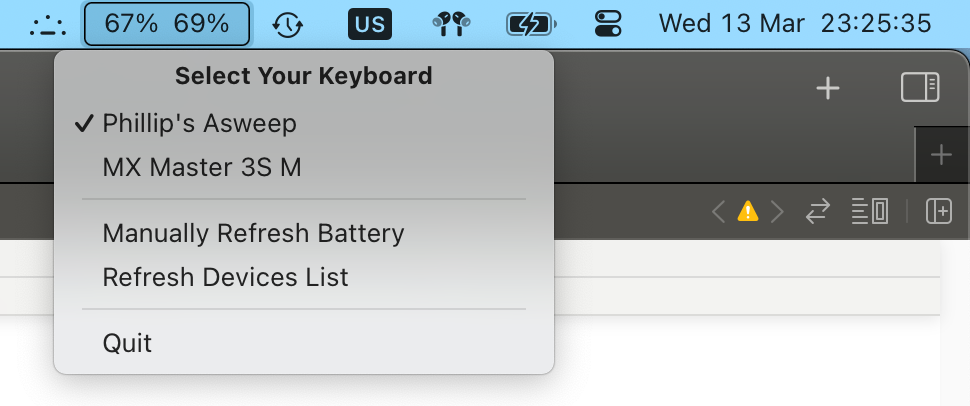 67% 69%
US
Wed 13 Mar 23:25:35
Select Your Keyboard
✓ Phillip's Asweep
MX Master 3S M
Manually Refresh Battery
Refresh Devices List
Quit